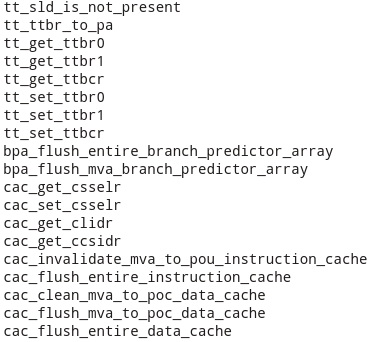 tt_sld_is_not_present
tt_ttbr_to_pa
tt_get_ttbr0
tt_get_ttbr1
tt_get_ttbcr
tt_set_ttbr0
tt_set_ttbr1
tt_set_ttbcr
bpa_flush_entire_branch_predictor_array
bpa_flush_mva_branch_predictor_array
cac_get_csselr
cac_set_csselr
cac_get_clidr
cac_get_ccsidr
cac_invalidate_mva_to_pou_instruction_cache
cac_flush_entire_instruction_cache
cac_clean_mva_to_poc_data_cache
cac_flush_mva_to_poc_data_cache
cac_flush_entire_data_cache